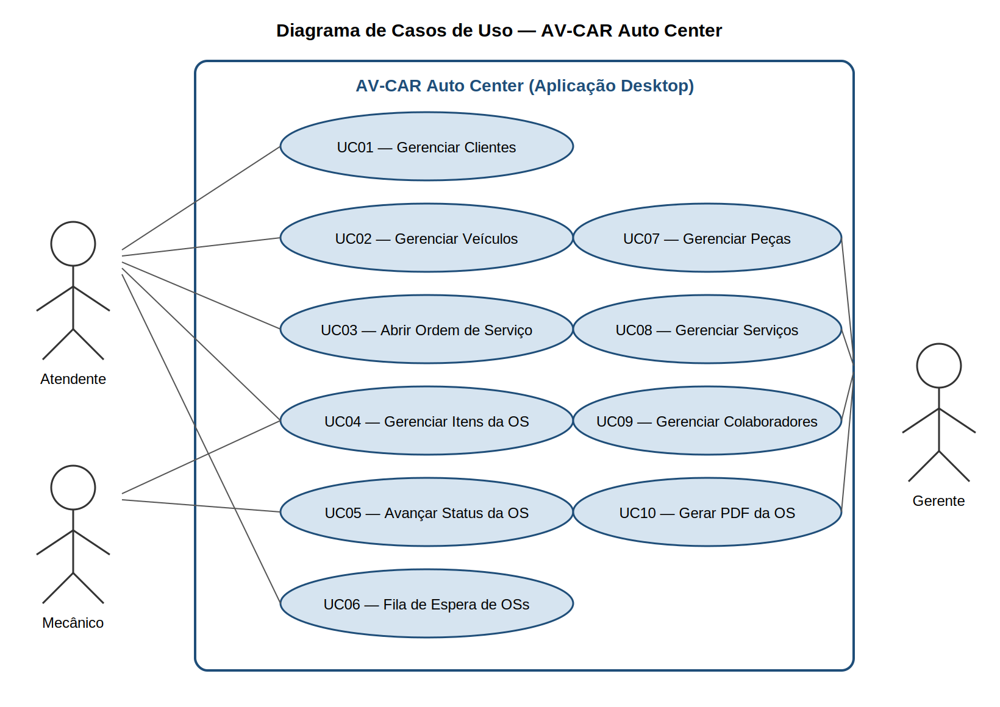 Diagrama de Casos de Uso — AV-CAR Auto Center
AV-CAR Auto Center (Aplicação Desktop)
UC01 — Gerenciar Clientes
UC02 — Gerenciar Veículos
UC07 — Gerenciar Peças
UC03 — Abrir Ordem de Serviço
UC08 — Gerenciar Serviços
Atendente
UC04 — Gerenciar Itens da OS
UC09 — Gerenciar Colaboradores
UC05 — Avançar Status da OS
UC10 — Gerar PDF da OS
Gerente
UC06 — Fila de Espera de OSs
Mecânico